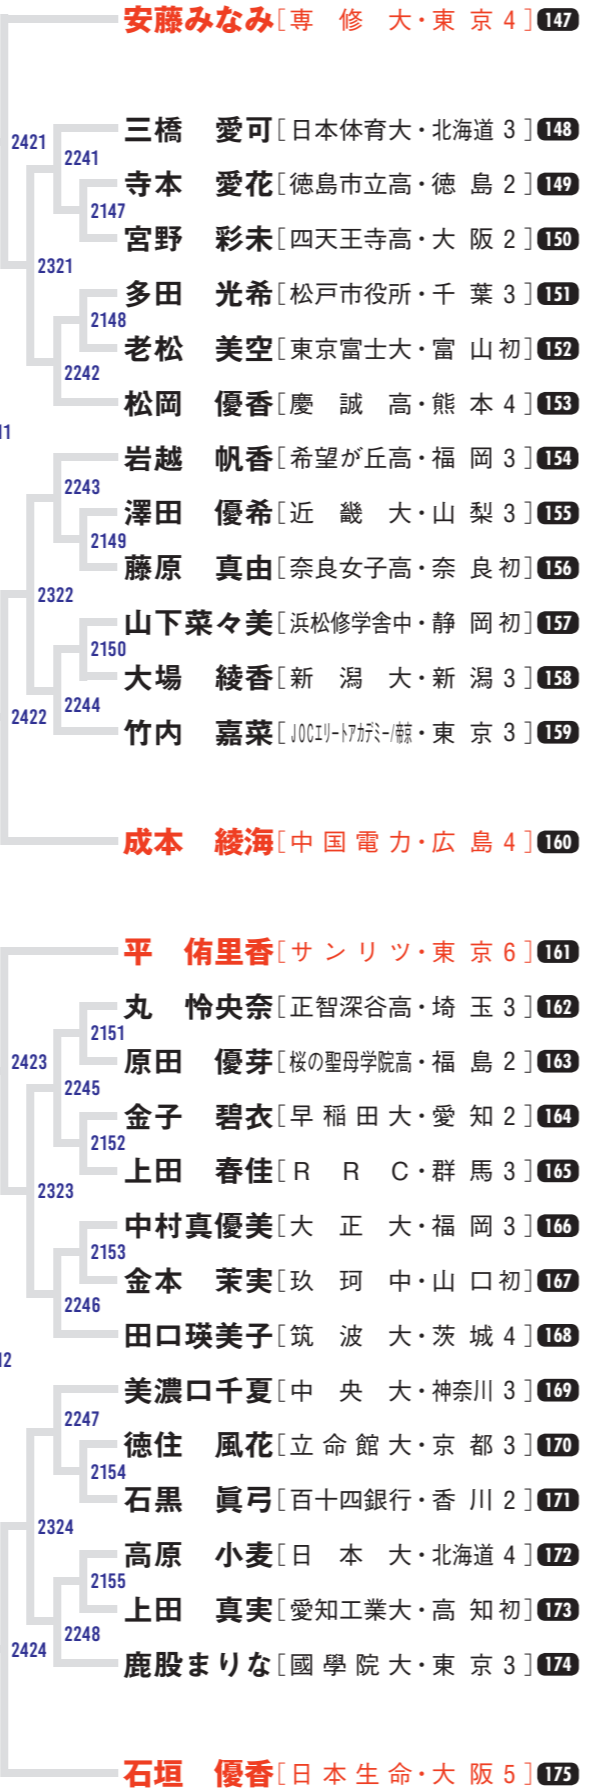 安藤みなみ[専修大・東京4]147
三橋 愛可[日本体育大・北海道3]148
2421
2241
寺本 愛花[徳島市立高・徳島2]149
2147
宮野 彩未[四天王寺高・大阪2]150
2321
多田 光希[松戸市役所・千葉3]151
2148
老松 美空[東京富士大・富山初]152
2242
松岡 優香[慶誠高・熊本4]153
岩越 帆香[希望が丘高・福岡3]154
2243
澤田 優希[近畿大・山梨3]155
2149
藤原 真由[奈良女子高・奈良初]156
2322
山下菜々美[浜松修学舎中・静岡初]157
2150
大場 綾香[新潟大・新潟3]158
2244
2422
竹内 嘉菜[JOCエリートアカデミー/帝京・東京3]159
成本 綾海[中国電力・広島4]160
平 侑里香[サンリツ・東京6]161
丸 怜央奈[正智深谷高・埼玉3]162
2151
原田 優芽[桜の聖母学院高・福島2]163
2423
2245
金子 碧衣[早稲田大・愛知2]164
2152
上田 春佳[RRC・群馬3]165
2323
中村真優美[大正大・福岡3]166
2153
金本 茉実[玖珂中・山口初]167
2246
田口瑛美子[筑波大・茨城4]168
美濃口千夏[中央大・神奈川3]169
2247
徳住 風花[立命館大・京都3]170
2154
石黒 眞弓[百十四銀行・香川2]171
2324
高原 小麦[日本大・北海道4]172
2155
上田 真実[愛知工業大・高知初]173
2248
2424
鹿股まりな[國學院大・東京3]174
石垣 優香[日本生命・大阪5]175